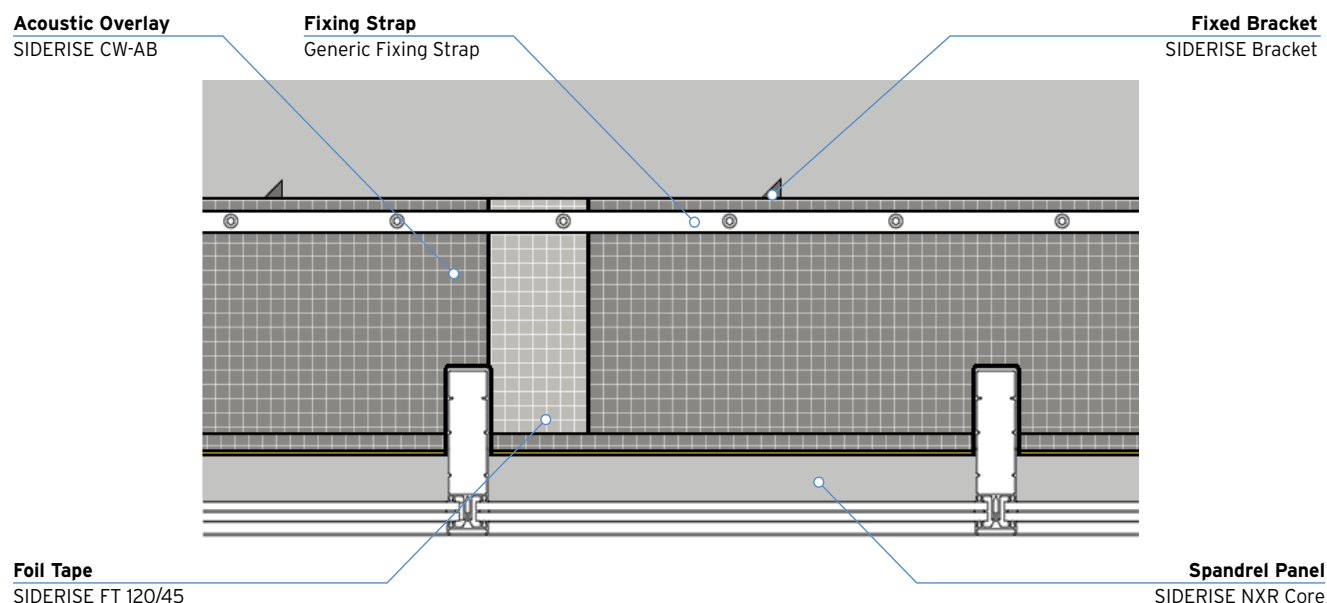 Acoustic Overlay
SIDERISE CW-AB
Fixing Strap
Generic Fixing Strap
Fixed Bracket
SIDERISE Bracket
Foil Tape
SIDERISE FT 120/45
Spandrel Panel
SIDERISE NXR Core